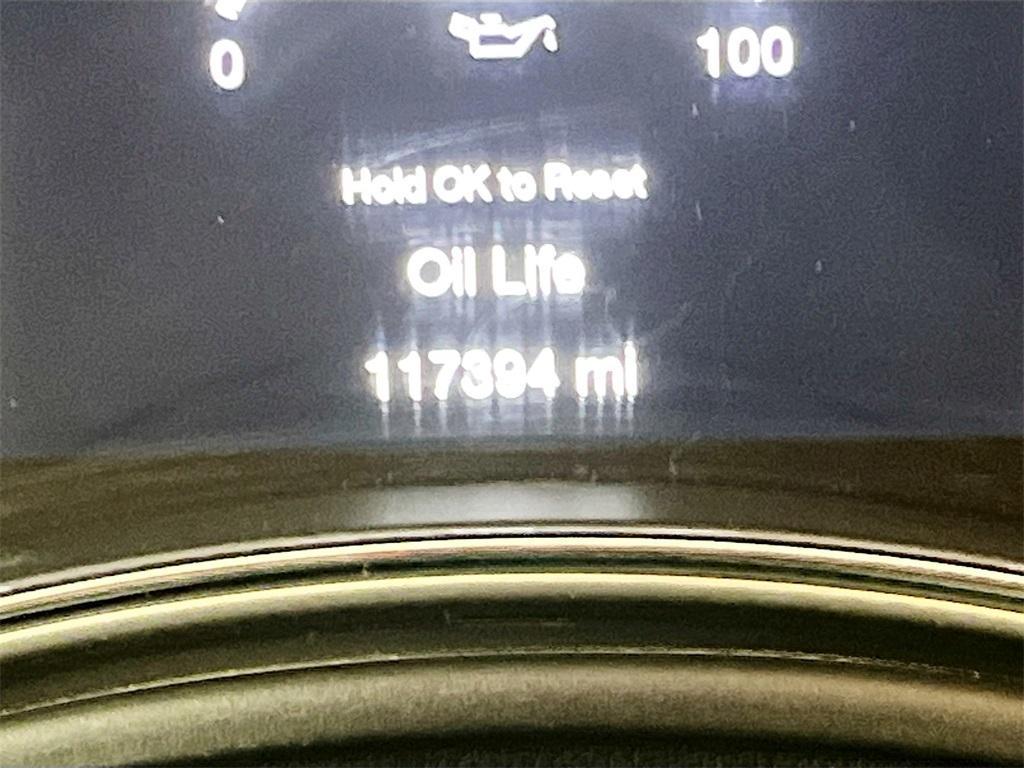 0 100
Hold OK to Reset
Oil Life
117394 mi